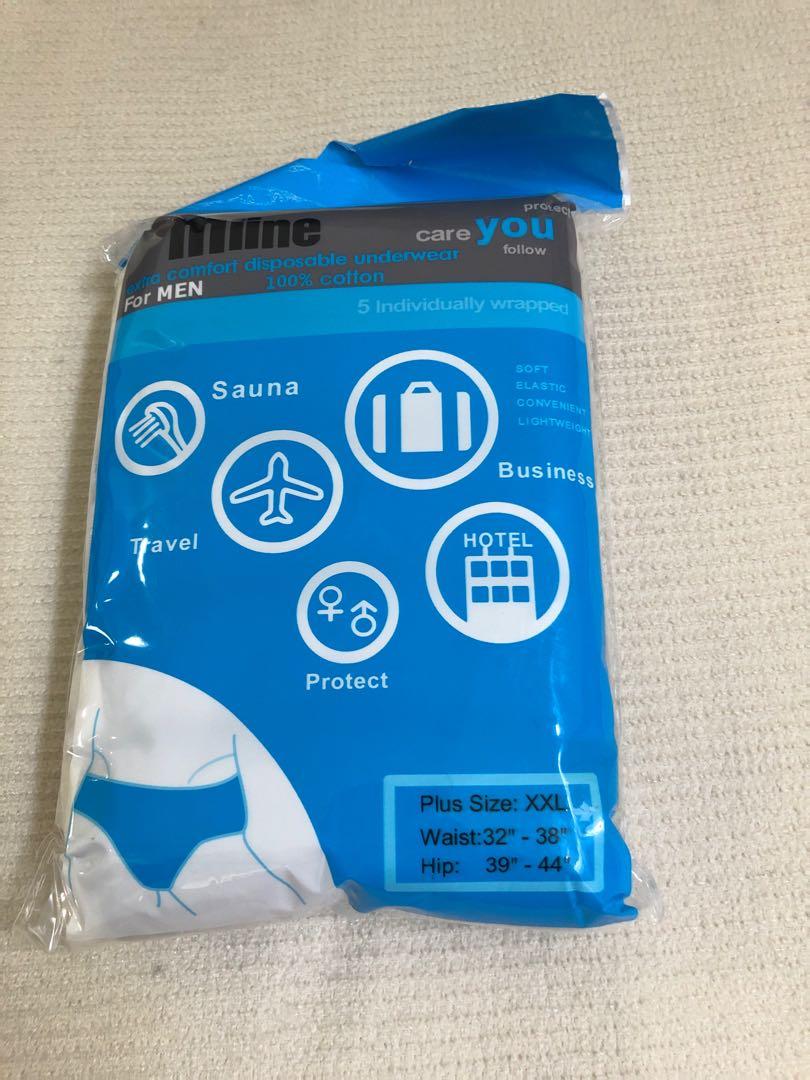 care you
protect
follow
extra comfort disposable underwear
100% cotton
For MEN
5 Individually wrapped
Sauna
SOFT
ELASTIC
CONVENIENT
LIGHTWEIGHT
Business
Travel
HOTEL
Protect
Plus Size: XXL
Waist:32" - 38"
Hip: 39" - 44"